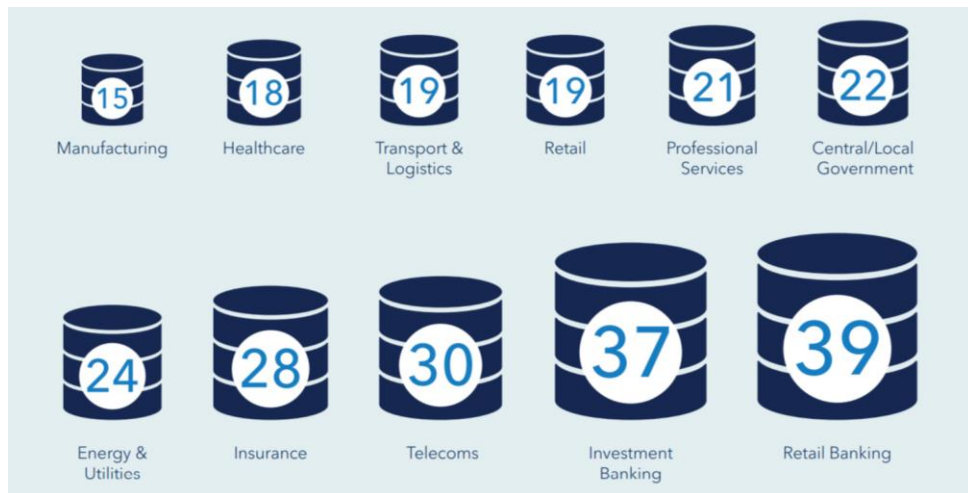 15
18
19
19
21
22
Manufacturing
Healthcare
Transport &
Logistics
Retail
Professional
Services
Central/Local
Government
24
28
30
37
39
Energy &
Utilities
Insurance
Telecoms
Investment
Banking
Retail Banking